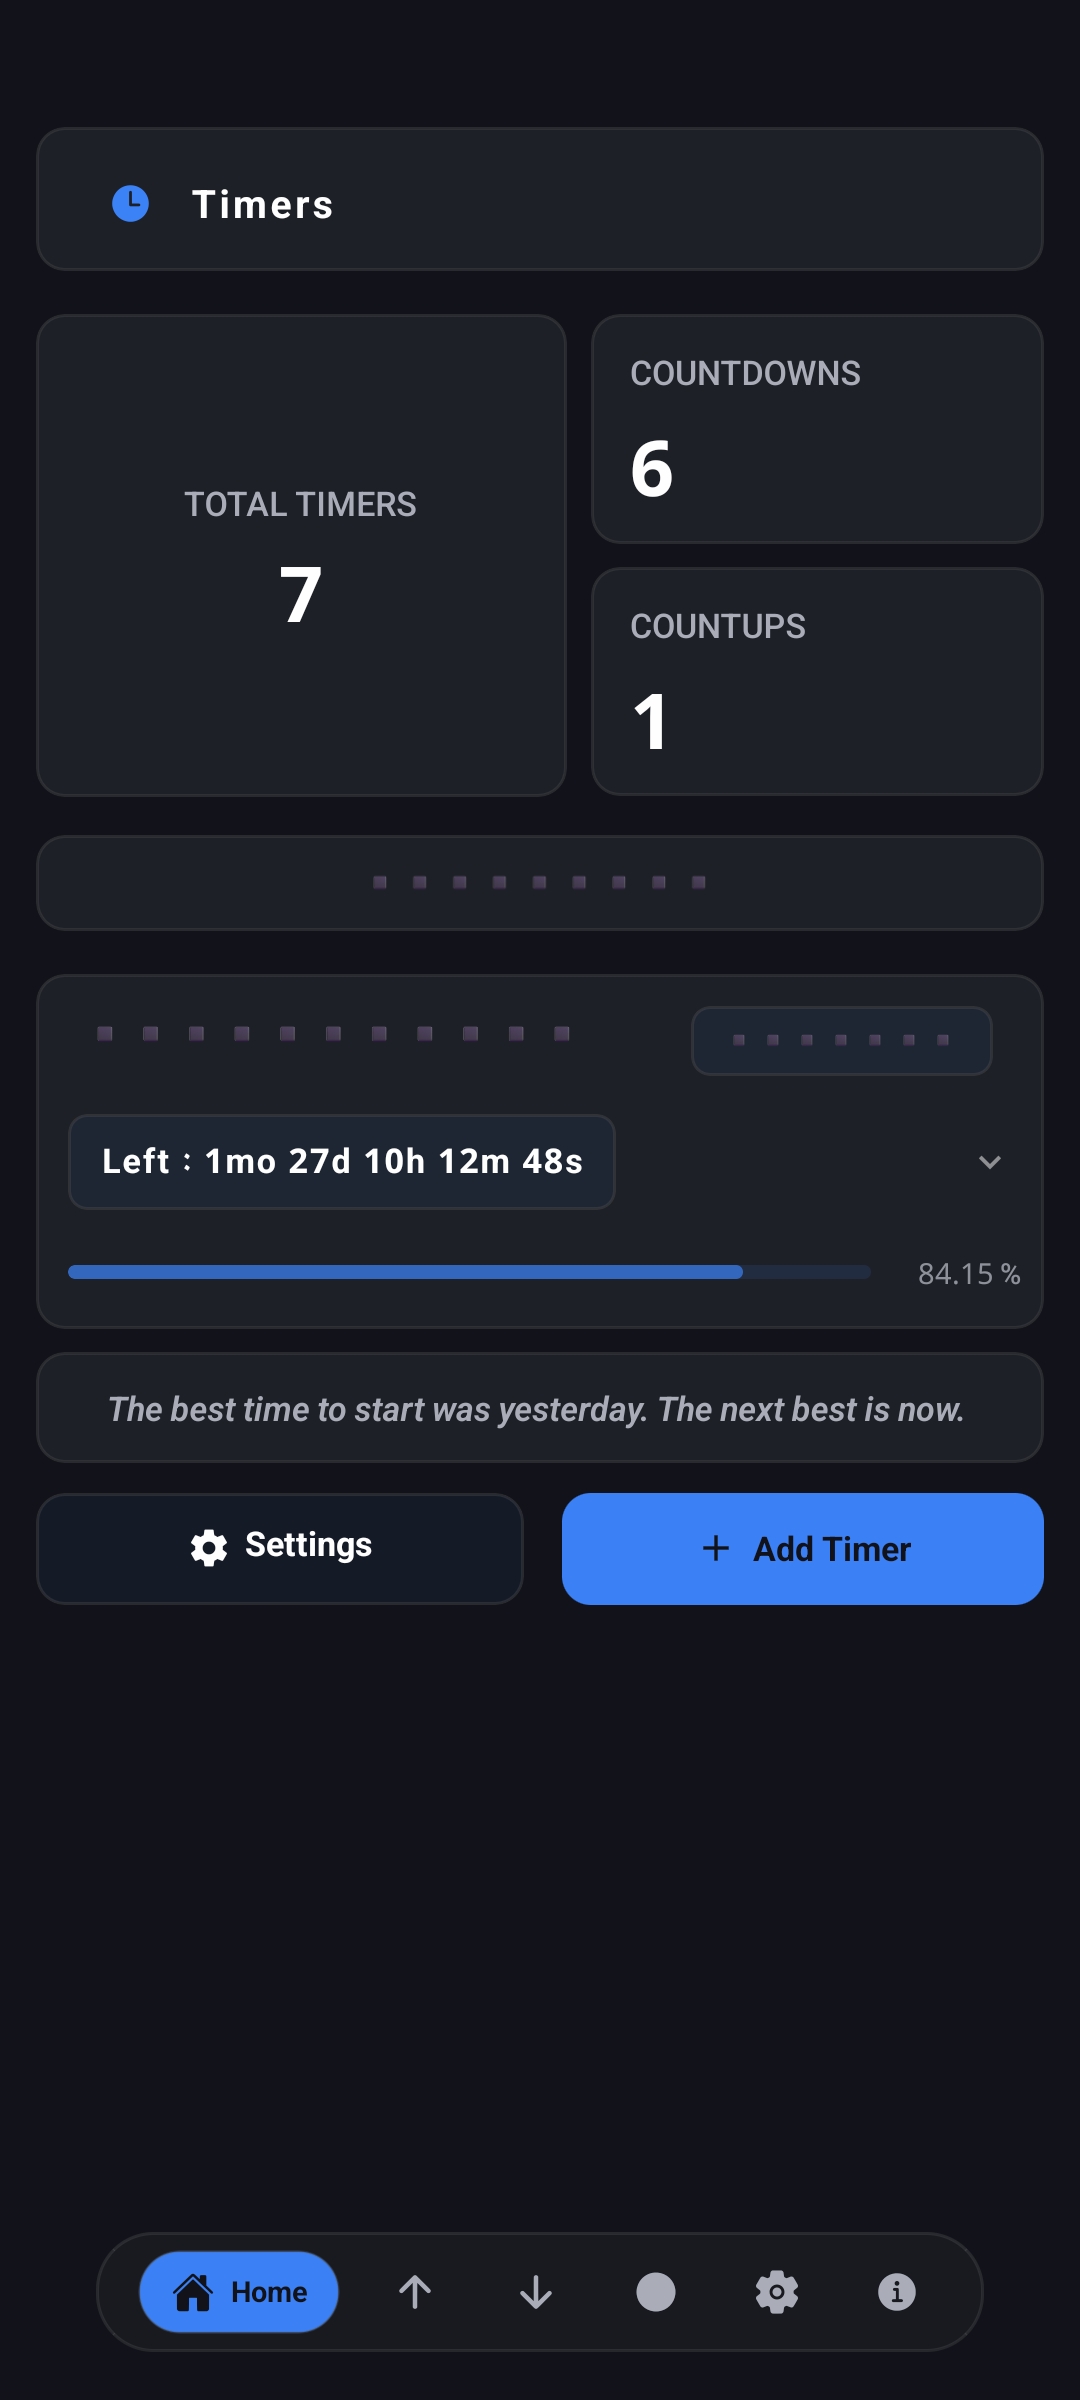 Timers
TOTAL TIMERS
7
COUNTDOWNS
6
COUNTUPS
1
Left : 1mo 27d 10h 12m 48s
84.15 %
The best time to start was yesterday. The next best is now.
Settings
Add Timer
Home